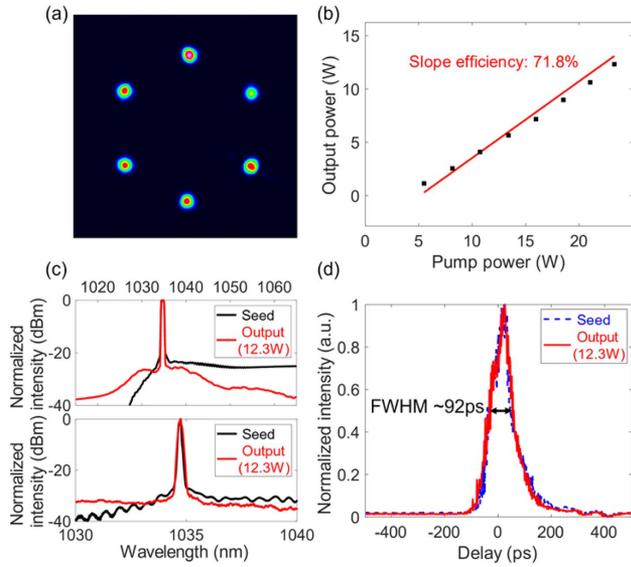 (a)
(b)
Output power (W)
15
10
5
0
Slope efficiency: 71.8%
0 5 10 15 20
Pump power (W)
(c)
1020 1030 1040 1050 1060
Normalized
intensity (dBm)
0
-20
-40
Seed
Output
(12.3W)
Normalized
intensity (dBm)
0
-20
-40
Seed
Output
(12.3W)
1030 1035 1040
Wavelength (nm)
(d)
Normalized intensity (a.u.)
1
0.8
0.6
0.4
0.2
0
Seed
Output
(12.3W)
FWHM ~92ps
-400 -200 0 200 400
Delay (ps)